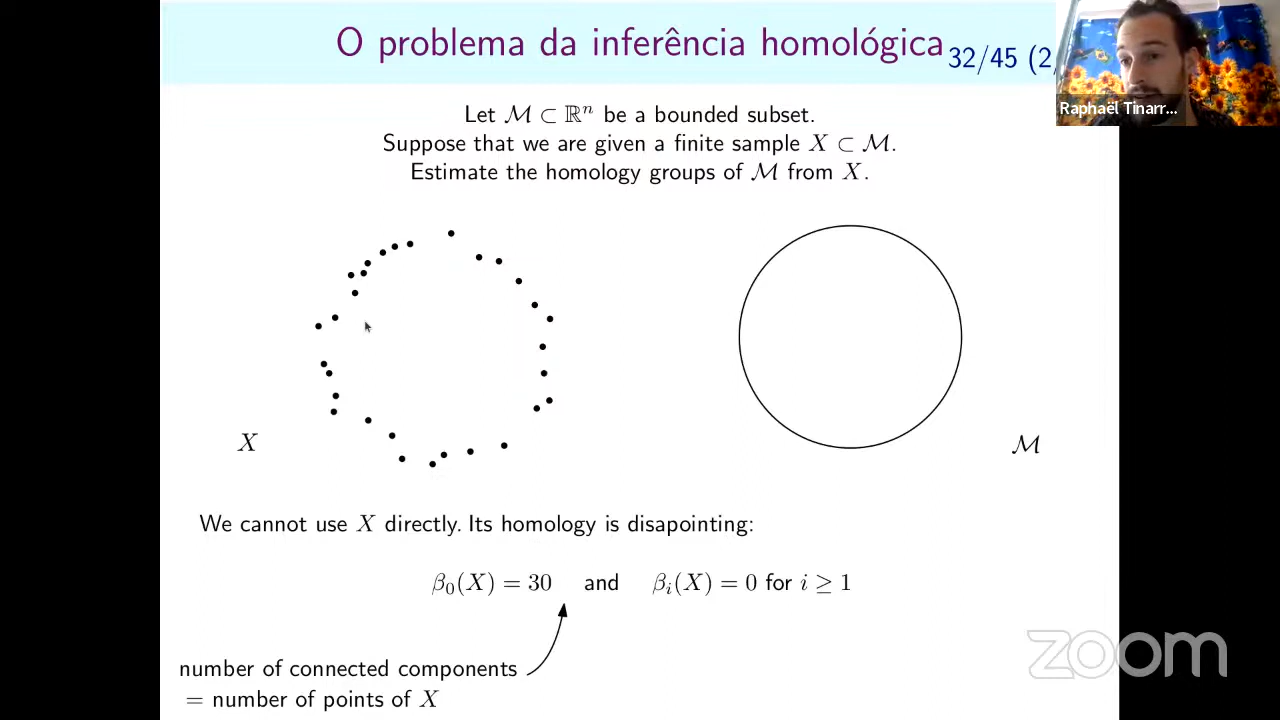 O problema da inferência homológica
32/45 (2/
Raphaël Tinarr...
Let ℳ ⊂ ℝⁿ be a bounded subset.
Suppose that we are given a finite sample X ⊂ ℳ.
Estimate the homology groups of ℳ from X.
X
ℳ
We cannot use X directly. Its homology is disapointing:
β₀(X) = 30 and βᵢ(X) = 0 for i ≥ 1
number of connected components
= number of points of X
zoom